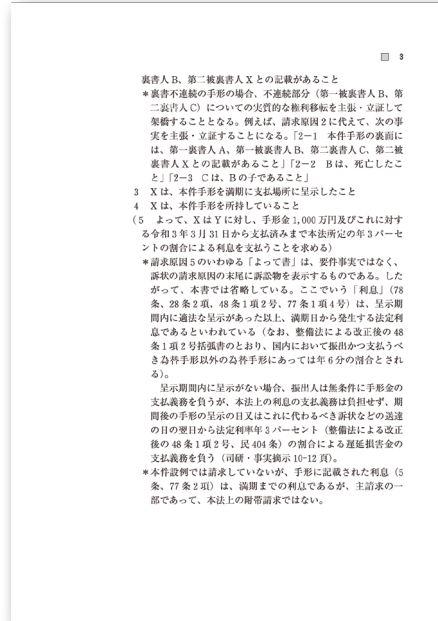 3
裏書人B、第二被裏書人Xとの記載があること
＊裏書不連続の手形の場合、不連続部分（第一被裏書人B、第
二裏書人C）についての実質的な権利移転を主張・立証して
架橋することとなる。例えば、請求原因2に代えて、次の事
実を主張・立証することになる。「2−1　本件手形の裏面に
は、第一裏書人A、第一被裏書人B、第二裏書人C、第二被
裏書人Xとの記載があること」「2−2　Bは、死亡したこ
と」「2−3　Cは、Bの子であること」
3　Xは、本件手形を満期に支払場所に呈示したこと
4　Xは、本件手形を所持していること
（5　よって、XはYに対し、手形金1,000万円及びこれに対す
る令和3年3月31日から支払済みまで本法所定の年3パーセ
ントの割合による利息を支払うことを求める）
＊請求原因5のいわゆる「よって書」は、要件事実ではなく、
訴状の請求原因の末尾に訴訟物を表示するものである。した
がって、本書では省略している。ここでいう「利息」（78
条、28条2項、48条1項2号、77条1項4号）は、呈示期
間内に適法な呈示があった以上、満期日から発生する法定利
息であるといわれている（なお、整備法による改正後の48
条1項2号括弧書のとおり、国内において振出かつ支払うべ
き為替手形以外の為替手形にあっては年6分の割合とされ
る）。
呈示期間内に呈示がない場合、振出人は無条件に手形金の
支払義務を負うが、本法上の利息の支払義務は負担せず、期
間後の手形の呈示の日又はこれに代わるべき訴状などの送達
の日の翌日から法定利率年3パーセント（整備法による改正
後の48条1項2号、民404条）の割合による遅延損害金の
支払義務を負う（司研・事実摘示10-12頁）。
＊本件設例では請求していないが、手形に記載された利息（5
条、77条2項）は、満期までの利息であるが、主請求の一
部であって、本法上の附帯請求ではない。